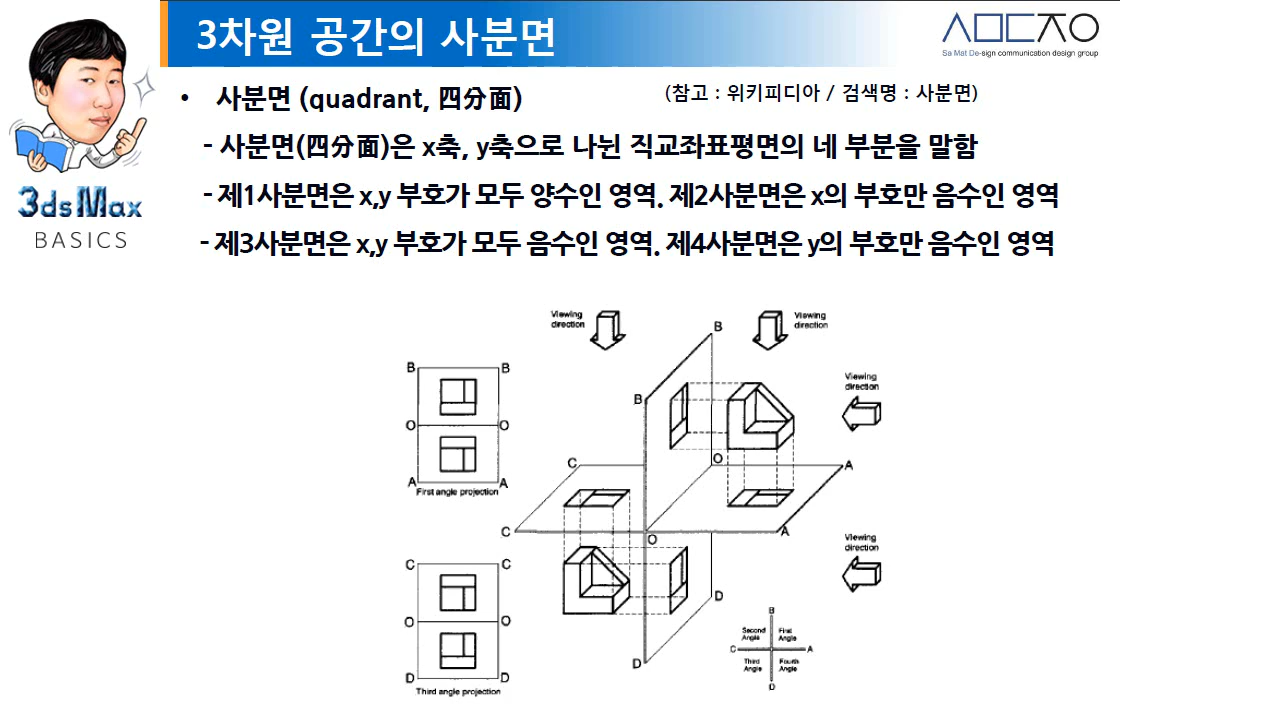 3차원 공간의 사분면
Sa Mat De-sign communication design group
• 사분면 (quadrant, 四分面)
(참고 : 위키피디아 / 검색명 : 사분면)
- 사분면(四分面)은 x축, y축으로 나뉜 직교좌표평면의 네 부분을 말함
- 제1사분면은 x,y 부호가 모두 양수인 영역. 제2사분면은 x의 부호만 음수인 영역
- 제3사분면은 x,y 부호가 모두 음수인 영역. 제4사분면은 y의 부호만 음수인 영역
3ds Max
BASICS
Viewing
direction
Viewing
direction
B
B
Viewing
direction
B
B
O
O
A
A
First angle projection
C
O
A
C
O
A
Viewing
direction
C
C
O
O
D
D
Third angle projection
D
D
B
Second
Angle
First
Angle
C
A
Third
Angle
Fourth
Angle
D